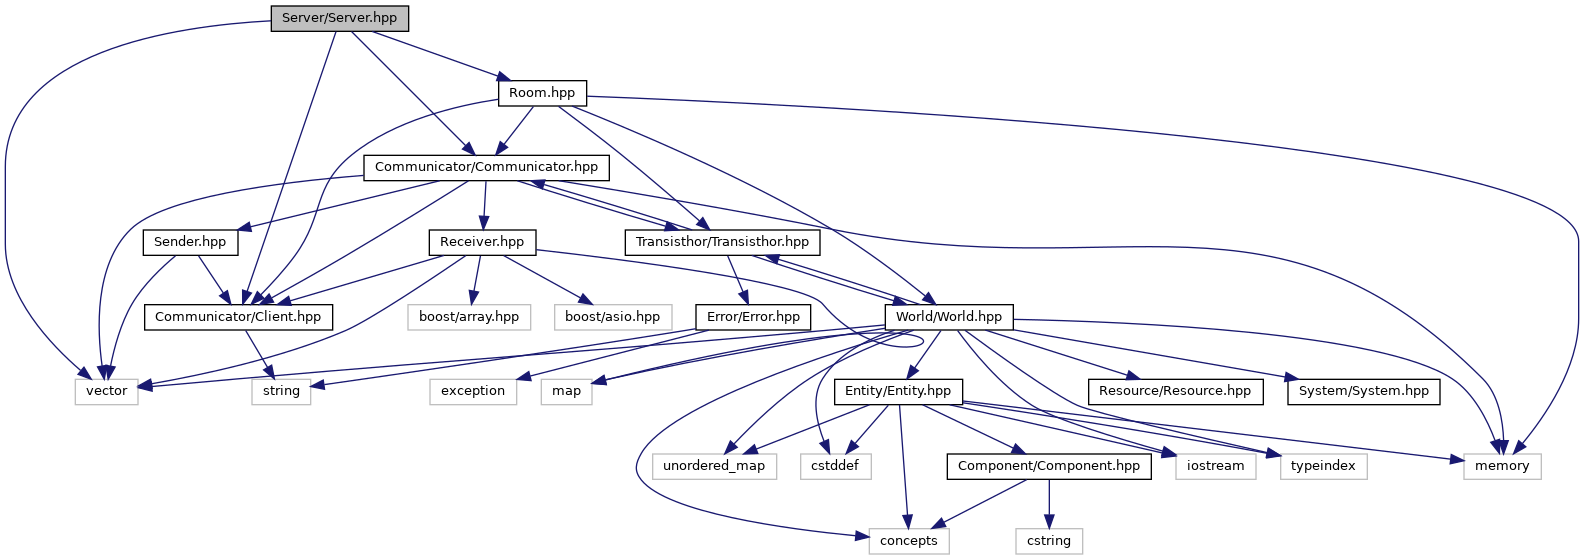 Server/Server.hpp
Room.hpp
Communicator/Communicator.hpp
Sender.hpp
Receiver.hpp
Transisthor/Transisthor.hpp
Communicator/Client.hpp
boost/array.hpp
boost/asio.hpp
Error/Error.hpp
World/World.hpp
vector
string
exception
map
Entity/Entity.hpp
Resource/Resource.hpp
System/System.hpp
unordered_map
cstddef
Component/Component.hpp
iostream
typeindex
memory
concepts
cstring